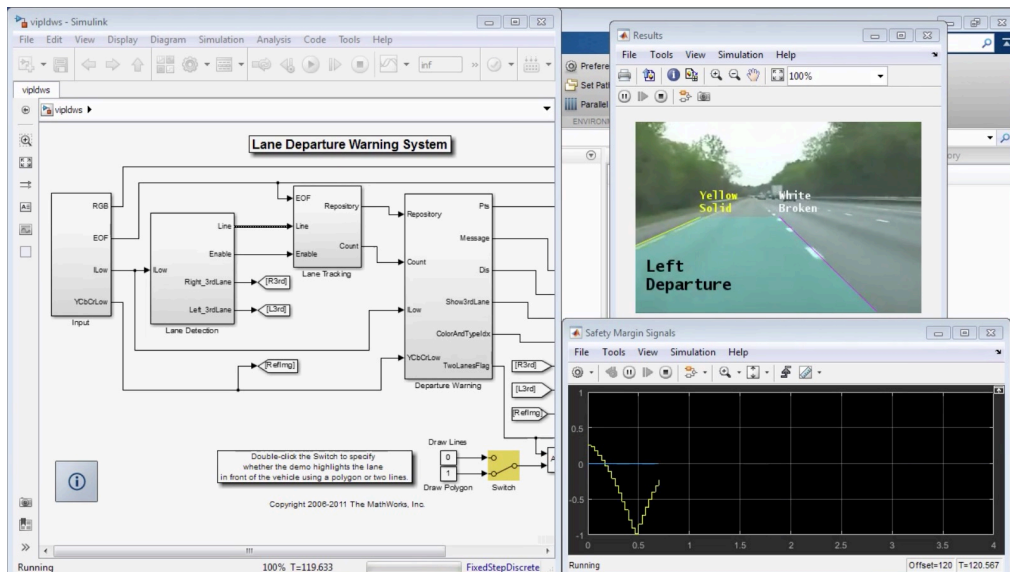 vipldws - Simulink
File Edit View Display Diagram Simulation Analysis Code Tools Help
inf
vipldws
vipldws
Lane Departure Warning System
RGB
EOF
ILow
YCbCrLow
Input
ILow
Line
Enable
Right_3rdLane
Left_3rdLane
Lane Detection
EOF
Line
Enable
Repository
Count
Lane Tracking
[R3rd]
[L3rd]
[RefImg]
Repository
Count
ILow
YCbCrLow
Pts
Message
Dis
Show3rdLane
ColorAndTypeIdx
TwoLanesFlag
Departure Warning
[R3rd]
[L3rd]
[RefImg]
Double-click the Switch to specify
whether the demo highlights the lane
in front of the vehicle using a polygon or two lines.
Draw Lines
0
1
Draw Polygon
Switch
A
Copyright 2006-2011 The MathWorks, Inc.
Running 100% T=119.633 FixedStepDiscrete
Prefere
Set Pat
Parallel
ENVIRON
ory
Results
File Tools View Simulation Help
100%
Yellow White
Solid Broken
Left
Departure
Safety Margin Signals
File Tools View Simulation Help
1
0.5
0
-0.5
-1
0 0.5 1 1.5 2 2.5 3 3.5 4
Running Offset=120 T=120.567